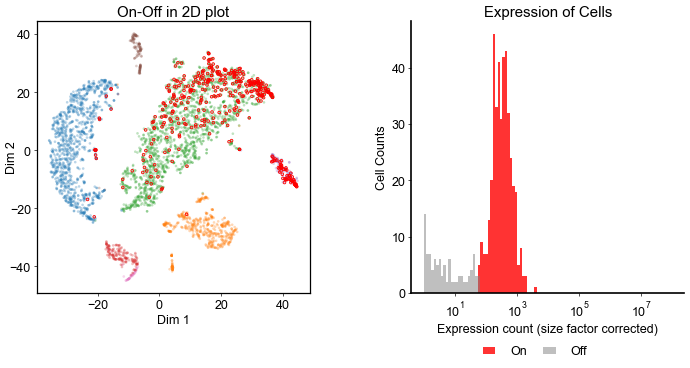 On-Off in 2D plot
40
20
0
−20
−40
Dim 2
−20
0
20
40
Dim 1
Expression of Cells
40
30
20
10
0
Cell Counts
10^1
10^3
10^5
10^7
Expression count (size factor corrected)
On
Off